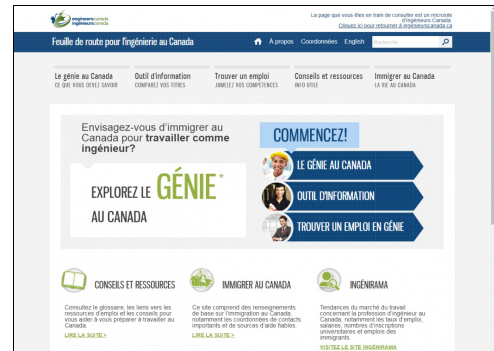 engineerscanada
ingénieurscanada
La page que vous êtes en train de consulter est un microsite
d'Ingénieurs Canada.
Cliquez ici pour retourner à ingenieurscanada.ca
Feuille de route pour l'ingénierie au Canada
À propos Coordonnées English Recherche
Le génie au Canada
CE QUE VOUS DEVEZ SAVOIR
Outil d'information
COMPAREZ VOS TITRES
Trouver un emploi
JUMELEZ VOS COMPÉTENCES
Conseils et ressources
INFO UTILE
Immigrer au Canada
LA VIE AU CANADA
Envisagez-vous d'immigrer au
Canada pour travailler comme
ingénieur?
EXPLOREZ LE GÉNIE*
AU CANADA
COMMENCEZ!
LE GÉNIE AU CANADA
OUTIL D'INFORMATION
TROUVER UN EMPLOI EN GÉNIE
CONSEILS ET RESSOURCES
Consultez le glossaire, les liens vers les
ressources d'emploi et les conseils pour
vous aider à vous préparer à travailler au
Canada
LIRE LA SUITE >
IMMIGRER AU CANADA
Ce site comprend des renseignements
de base sur l'immigration au Canada,
notamment les coordonnées de contacts
importants et de sources d'aide fiables.
LIRE LA SUITE >
INGÉNIRAMA
Tendances du marché du travail
concernant la profession d'ingénieur au
Canada, notamment les taux d'emploi,
salaires, nombres d'inscriptions
universitaires et emplois des
immigrants.
VISITEZ LE SITE INGÉNIRAMA